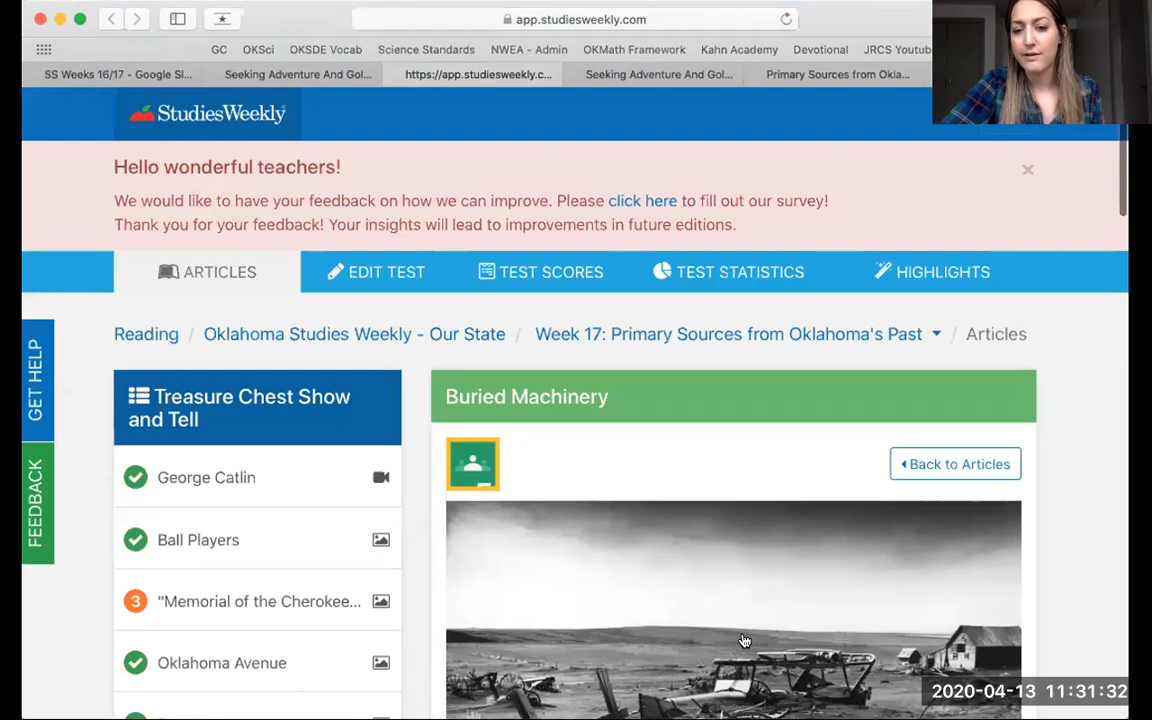 app.studiesweekly.com
GC OKSci OKSDE Vocab Science Standards NWEA - Admin OKMath Framework Kahn Academy Devotional JRCS Youtub
SS Weeks 16/17 - Google Sl... Seeking Adventure And Gol... https://app.studiesweekly.c... Seeking Adventure And Gol... Primary Sources from Okla...
StudiesWeekly
Hello wonderful teachers!
We would like to have your feedback on how we can improve. Please click here to fill out our survey!
Thank you for your feedback! Your insights will lead to improvements in future editions.
ARTICLES EDIT TEST TEST SCORES TEST STATISTICS HIGHLIGHTS
GET HELP
FEEDBACK
Reading / Oklahoma Studies Weekly - Our State / Week 17: Primary Sources from Oklahoma's Past / Articles
Treasure Chest Show
and Tell
George Catlin
Ball Players
3 "Memorial of the Cherokee...
Oklahoma Avenue
Buried Machinery
Back to Articles
2020-04-13 11:31:32